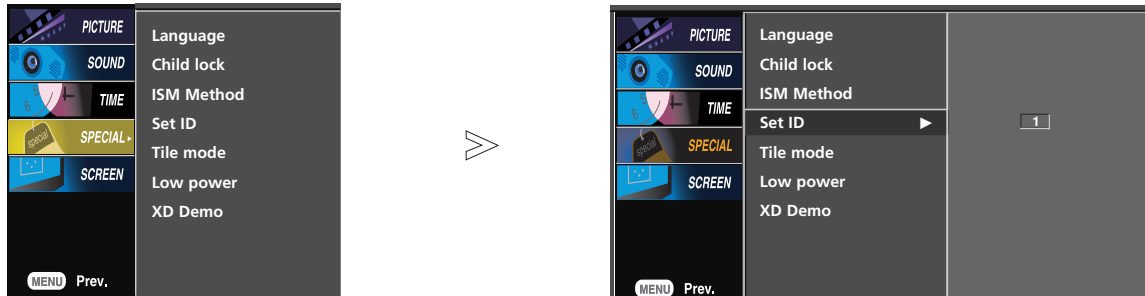 PICTURE
SOUND
TIME
SPECIAL
SCREEN
Language
Child lock
ISM Method
Set ID
Tile mode
Low power
XD Demo
MENU Prev.
PICTURE
SOUND
TIME
SPECIAL
SCREEN
Language
Child lock
ISM Method
Set ID ▶ 1
Tile mode
Low power
XD Demo
MENU Prev.